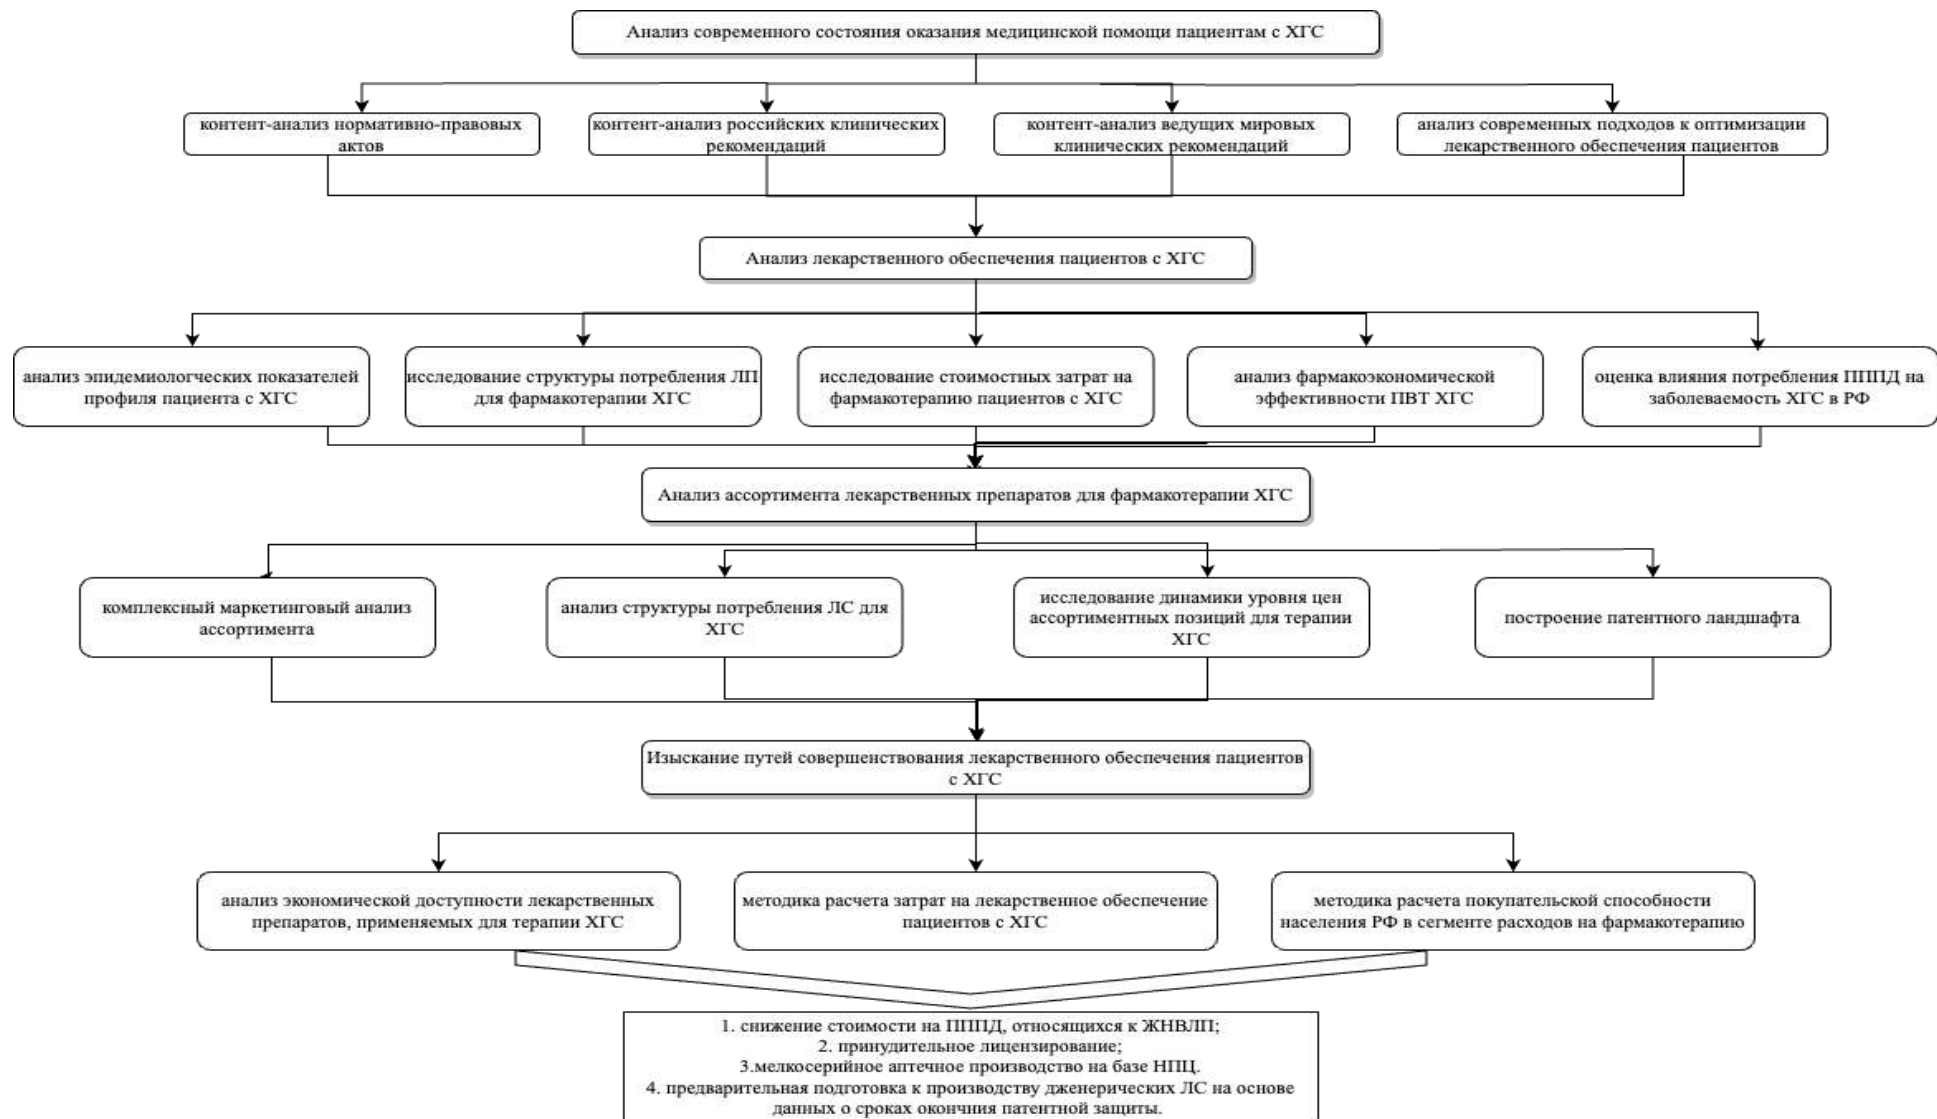 Анализ современного состояния оказания медицинской помощи пациентам с ХГС
контент-анализ нормативно-правовых
актов
контент-анализ российских клинических
рекомендаций
контент-анализ ведущих мировых
клинических рекомендаций
анализ современных подходов к оптимизации
лекарственного обеспечения пациентов
Анализ лекарственного обеспечения пациентов с ХГС
анализ эпидемиологческих показателей
профиля пациента с ХГС
исследование структуры потребления ЛП
для фармакотерапии ХГС
исследование стоимостных затрат на
фармакотерапию пациентов с ХГС
анализ фармакоэкономической
эффективности ПВТ ХГС
оценка влияния потребления ПППД на
заболеваемость ХГС в РФ
Анализ ассортимента лекарственных препаратов для фармакотерапии ХГС
комплексный маркетинговый анализ
ассортимента
анализ структуры потребления ЛС для
ХГС
исследование динамики уровня цен
ассортиментных позиций для терапии
ХГС
построение патентного ландшафта
Изыскание путей совершенствования лекарственного обеспечения пациентов
с ХГС
анализ экономической доступности лекарственных
препаратов, применяемых для терапии ХГС
методика расчета затрат на лекарственное обеспечение
пациентов с ХГС
методика расчета покупательской способности
населения РФ в сегменте расходов на фармакотерапию
1. снижение стоимости на ПППД, относящихся к ЖНВЛП;
2. принудительное лицензирование;
3.мелкосерийное аптечное производство на базе НПЦ.
4. предварительная подготовка к производству дженерических ЛС на основе
данных о сроках окончния патентной защиты.